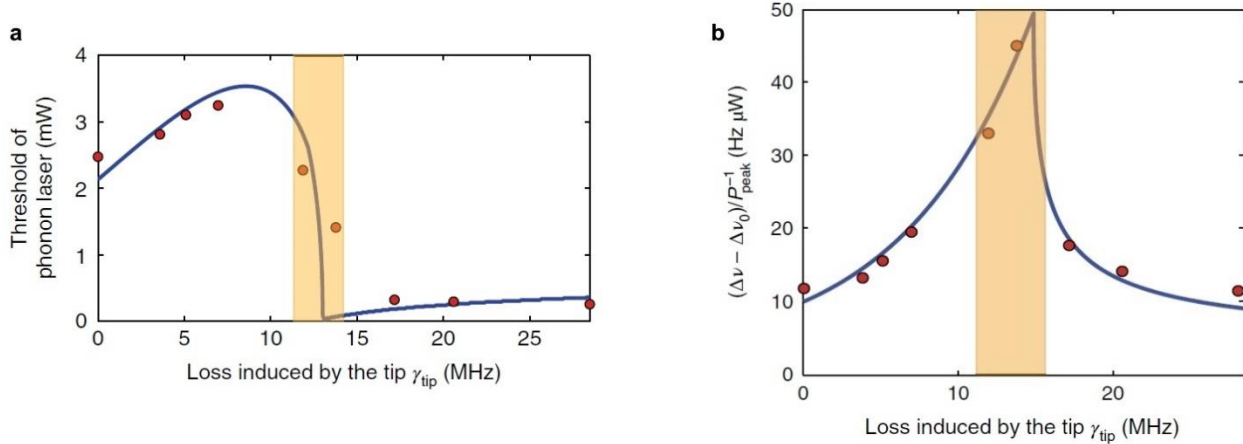 a
Threshold of
phonon laser (mW)
4
3
2
1
0
0 5 10 15 20 25
Loss induced by the tip γtip (MHz)
b
(Δν − Δν0)/P−1peak (Hz μW)
50
40
30
20
10
0
0 10 20
Loss induced by the tip γtip (MHz)